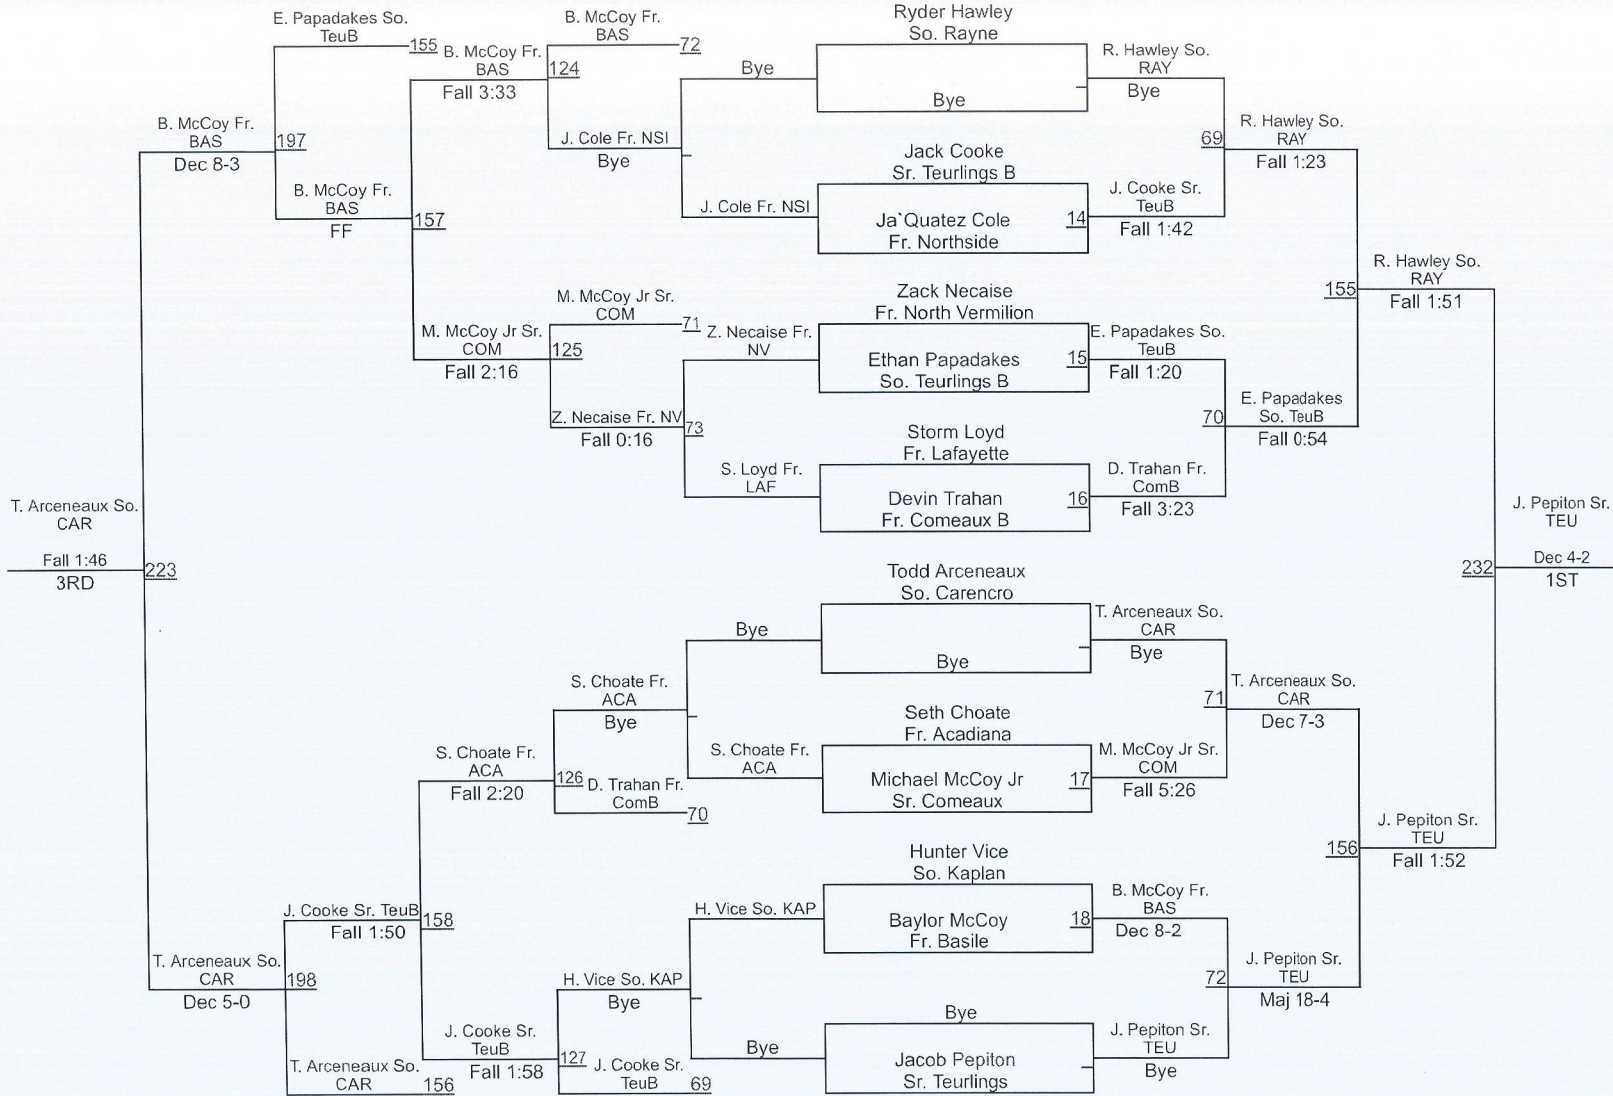 E. Papadakes So.
TeuB
155
B. McCoy Fr.
BAS
Fall 3:33
B. McCoy Fr.
BAS
72
124
J. Cole Fr. NSI
Bye
Bye
Ryder Hawley
So. Rayne
Bye
R. Hawley So.
RAY
Bye
B. McCoy Fr.
BAS
Dec 8-3
197
B. McCoy Fr.
BAS
FF
157
J. Cole Fr. NSI
Jack Cooke
Sr. Teurlings B
Ja`Quatez Cole
Fr. Northside
14
J. Cooke Sr.
TeuB
Fall 1:42
69
R. Hawley So.
RAY
Fall 1:23
M. McCoy Jr Sr.
COM
Fall 2:16
M. McCoy Jr Sr.
COM
71
125
Z. Necaise Fr. NV
Fall 0:16
Z. Necaise Fr.
NV
73
S. Loyd Fr.
LAF
Zack Necaise
Fr. North Vermilion
Ethan Papadakes
So. Teurlings B
15
E. Papadakes So.
TeuB
Fall 1:20
Storm Loyd
Fr. Lafayette
Devin Trahan
Fr. Comeaux B
16
D. Trahan Fr.
ComB
Fall 3:23
70
E. Papadakes
So. TeuB
Fall 0:54
155
R. Hawley So.
RAY
Fall 1:51
T. Arceneaux So.
CAR
Fall 1:46
3RD
223
232
J. Pepiton Sr.
TEU
Dec 4-2
1ST
Bye
Todd Arceneaux
So. Carencro
Bye
T. Arceneaux So.
CAR
Bye
S. Choate Fr.
ACA
Bye
S. Choate Fr.
ACA
Seth Choate
Fr. Acadiana
Michael McCoy Jr
Sr. Comeaux
17
M. McCoy Jr Sr.
COM
Fall 5:26
71
T. Arceneaux So.
CAR
Dec 7-3
S. Choate Fr.
ACA
Fall 2:20
126
D. Trahan Fr.
ComB
70
156
J. Pepiton Sr.
TEU
Fall 1:52
J. Cooke Sr. TeuB
Fall 1:50
158
H. Vice So. KAP
Hunter Vice
So. Kaplan
Baylor McCoy
Fr. Basile
18
B. McCoy Fr.
BAS
Dec 8-2
T. Arceneaux So.
CAR
Dec 5-0
198
H. Vice So. KAP
Bye
72
J. Pepiton Sr.
TEU
Maj 18-4
T. Arceneaux So.
CAR
156
J. Cooke Sr.
TeuB
Fall 1:58
127
J. Cooke Sr.
TeuB
69
Bye
Bye
Jacob Pepiton
Sr. Teurlings
J. Pepiton Sr.
TEU
Bye